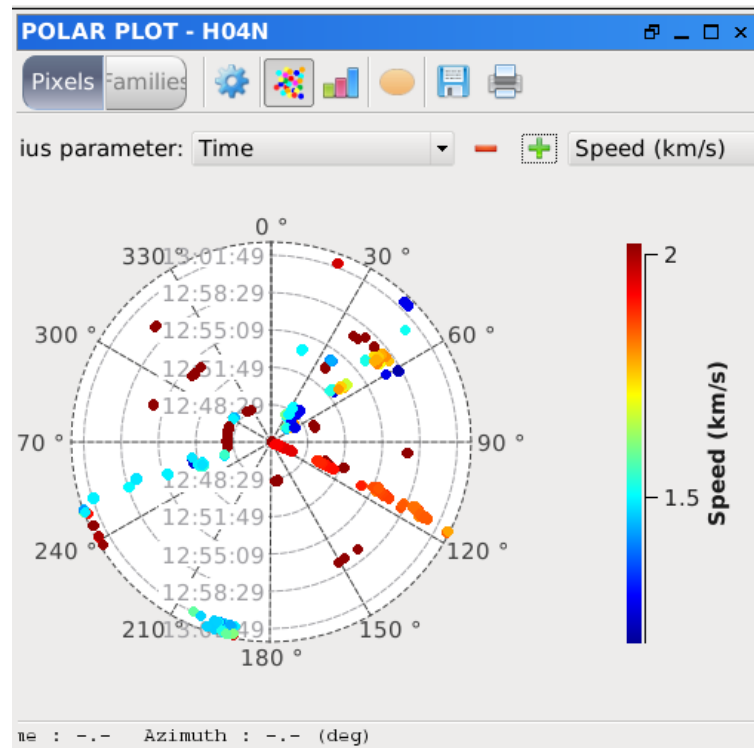 POLAR PLOT - H04N
Pixels Families
ius parameter: Time Speed (km/s)
0 °
330 ° 13:01:49 30 °
12:58:29
300 ° 12:55:09 60 °
12:51:49
12:48:29
70 ° 90 °
12:48:29
12:51:49
240 ° 12:55:09 120 °
12:58:29
210 49 150 °
180 °
2
1.5
Speed (km/s)
me : -.- Azimuth : -.- (deg)